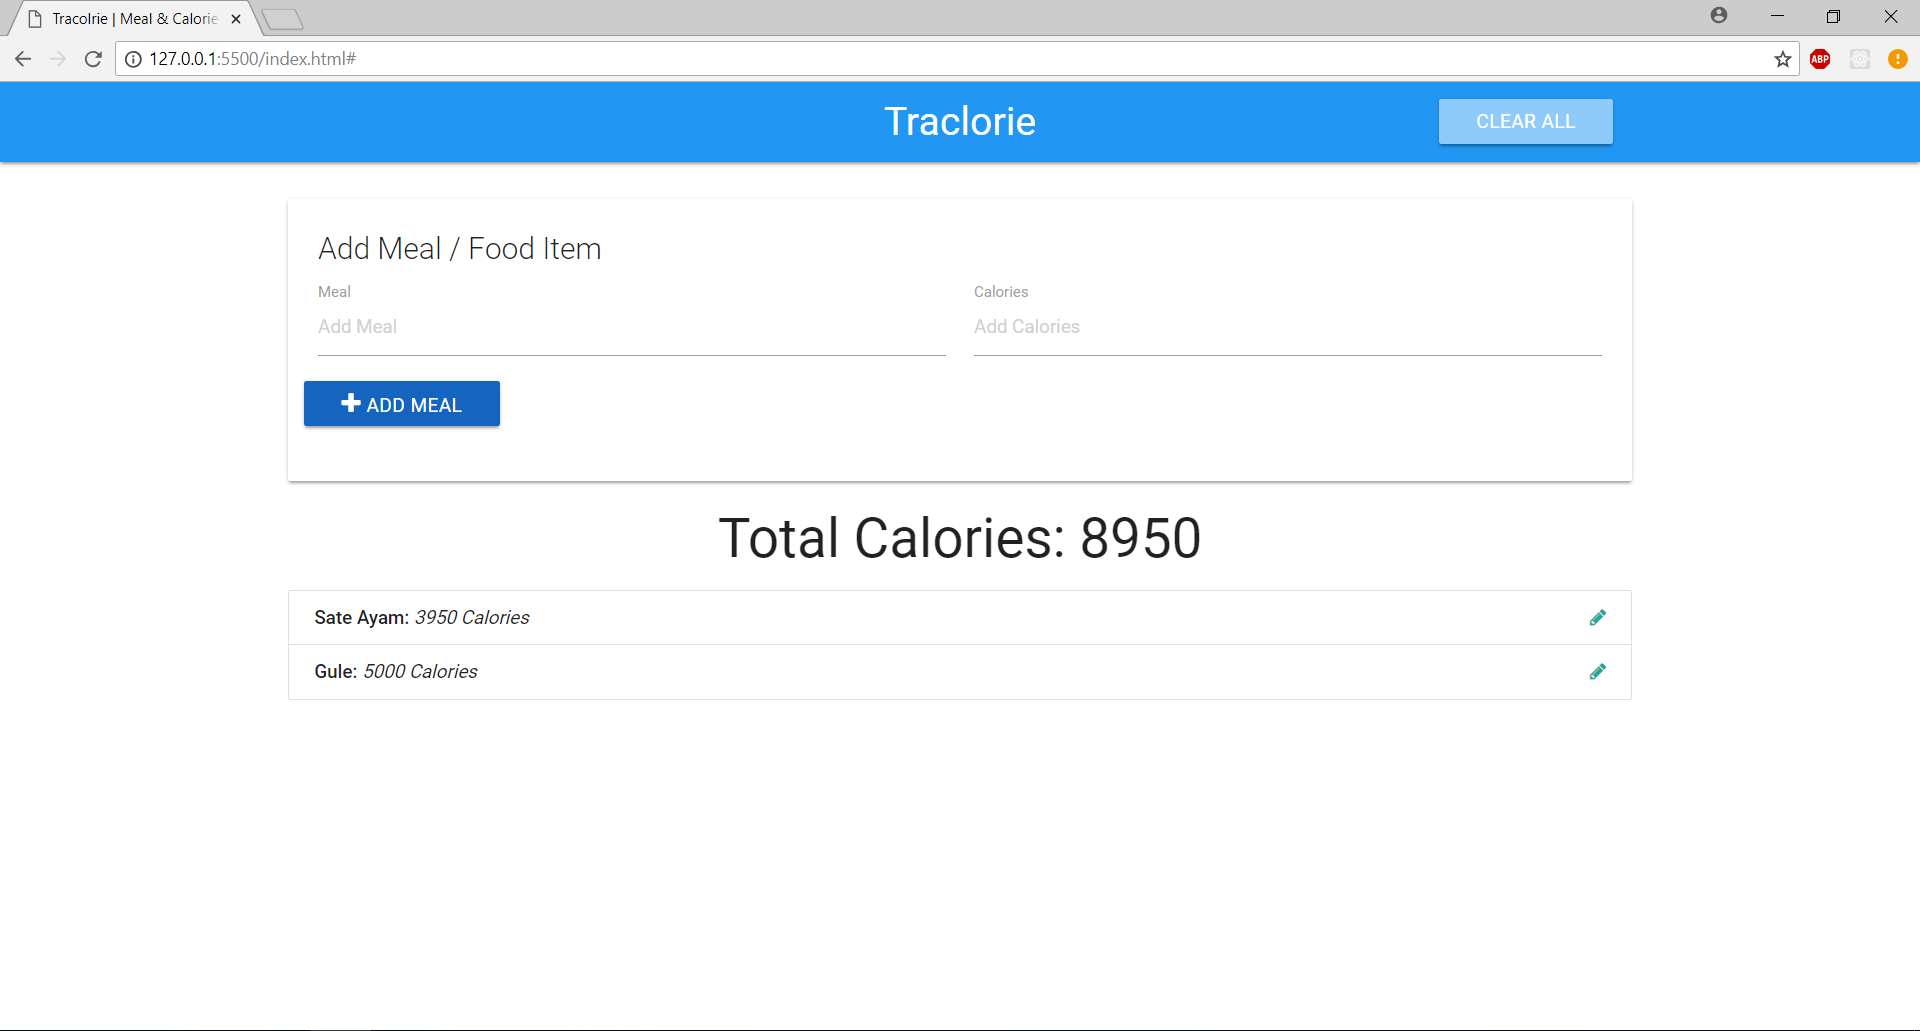 Tracolrie | Meal & Calorie
127.0.0.1:5500/index.html#
ABP
Traclorie
CLEAR ALL
Add Meal / Food Item
Meal
Calories
Add Meal
Add Calories
ADD MEAL
Total Calories: 8950
Sate Ayam: 3950 Calories
Gule: 5000 Calories